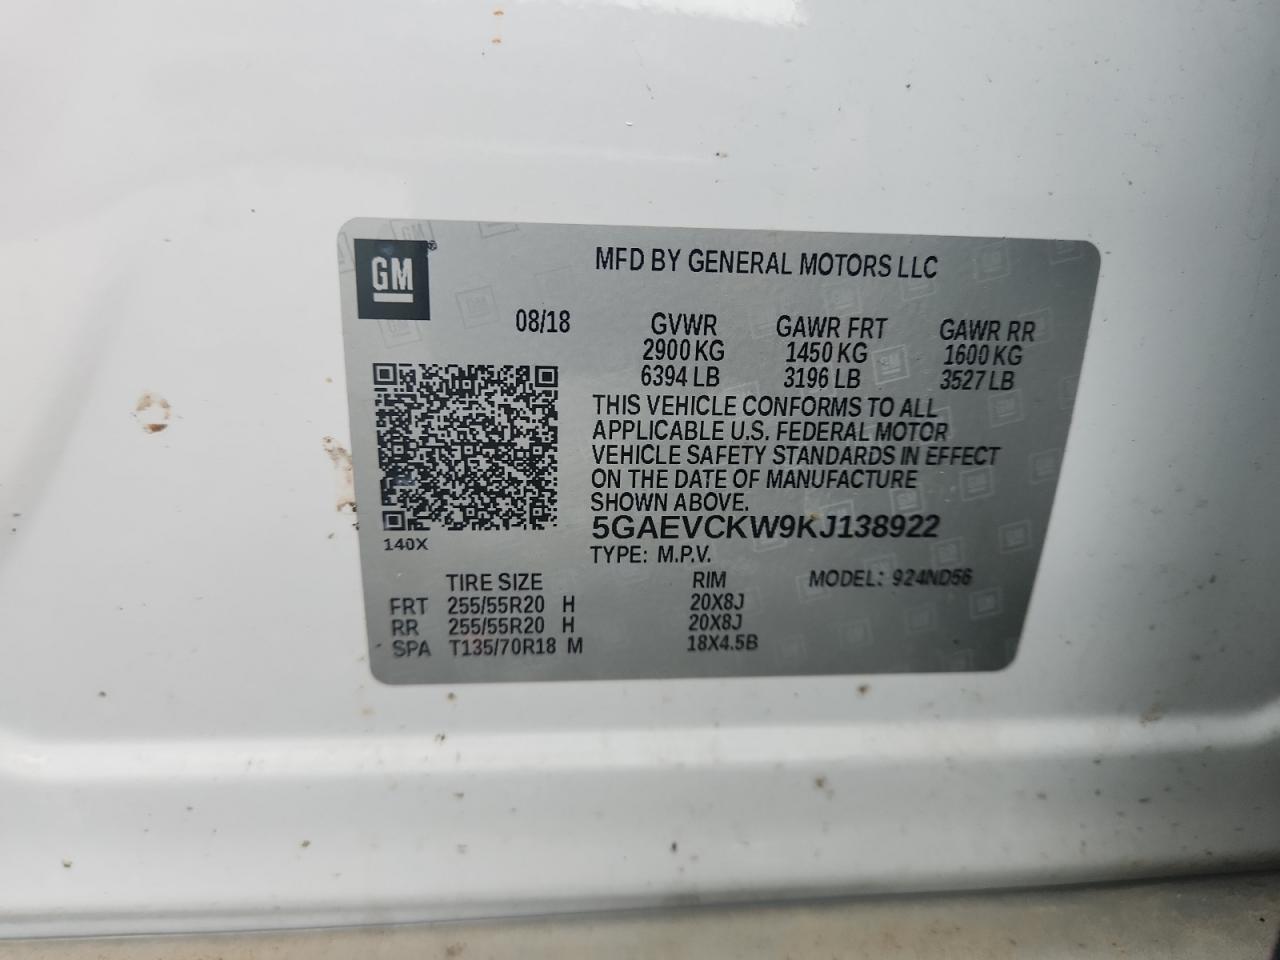 GM ®
MFD BY GENERAL MOTORS LLC
08/18 GVWR GAWR FRT GAWR RR
2900 KG 1450 KG 1600 KG
6394 LB 3196 LB 3527 LB
THIS VEHICLE CONFORMS TO ALL
APPLICABLE U.S. FEDERAL MOTOR
VEHICLE SAFETY STANDARDS IN EFFECT
ON THE DATE OF MANUFACTURE
SHOWN ABOVE.
5GAEVCKW9KJ138922
140X
TYPE: M.P.V.
TIRE SIZE RIM MODEL: 924ND56
FRT 255/55R20 H 20X8J
RR 255/55R20 H 20X8J
SPA T135/70R18 M 18X4.5B